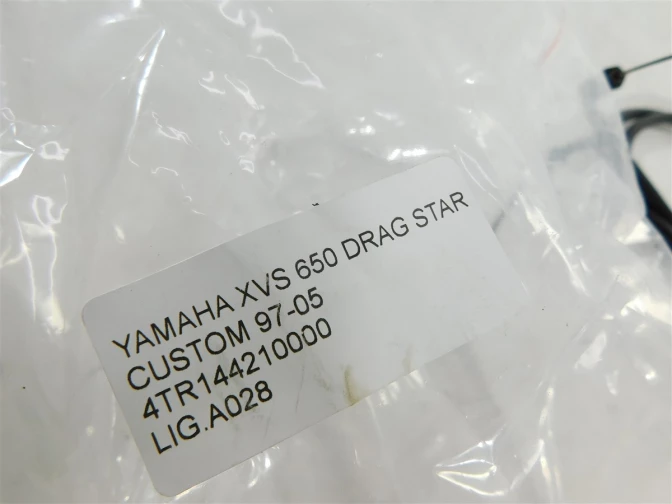 YAMAHA XVS 650 DRAG STAR
CUSTOM 97-05
4TR144210000
LIG.A028